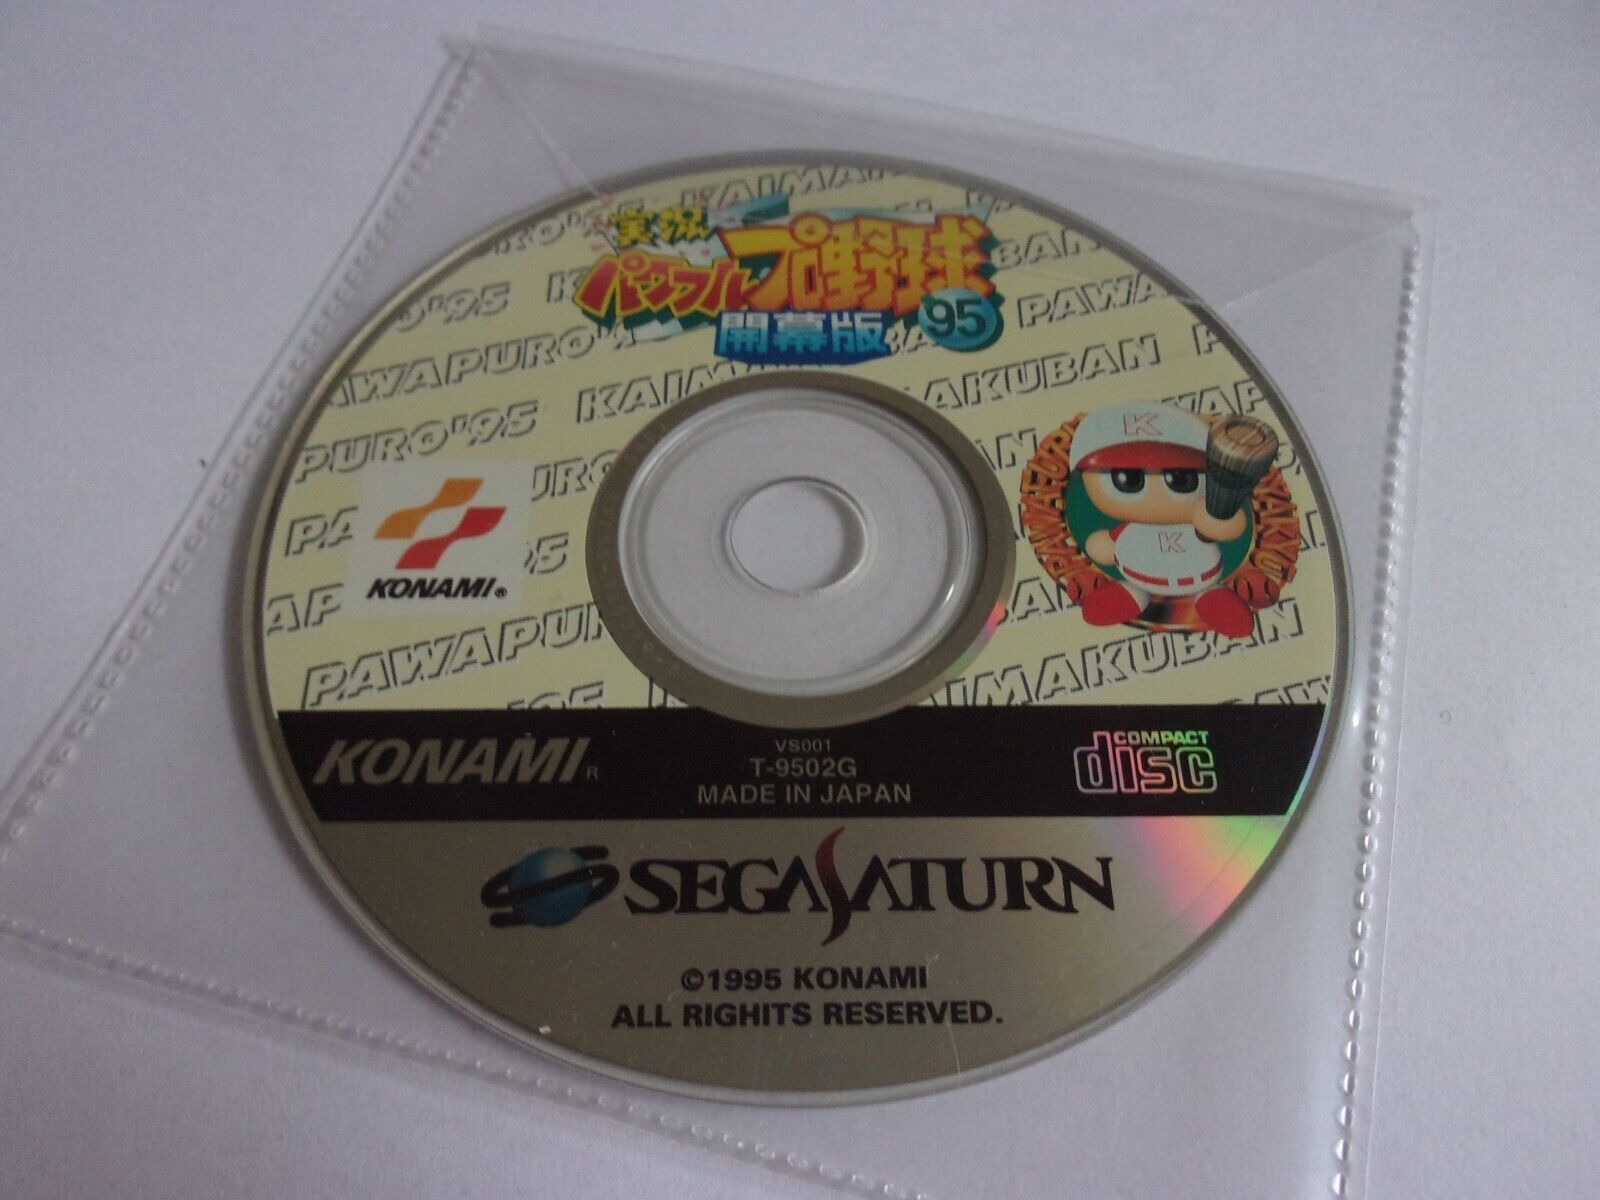 実況
パワフルプロ野球
開幕版 95
PAWAPURO'95 KAIMAKUBAN
KONAMI®
K
K
KONAMI R
VS001
T-9502G
MADE IN JAPAN
COMPACT
disc
SEGA SATURN
©1995 KONAMI
ALL RIGHITS RESERVED.